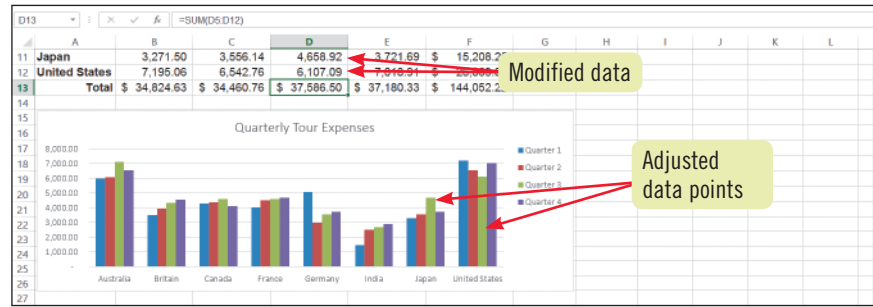 D13 fx =SUM(D5:D12)
A B C D E F G H I J K L
11 Japan 3,271.50 3,556.14 4,658.92 3,721.69 $ 15,208.2
12 United States 7,195.06 6,542.76 6,107.09
13 Total $ 34,824.63 $ 34,460.76 $ 37,586.50 $ 37,180.33 $ 144,052.2
Modified data
14
15
16
17
18
19
20
21
22
23
24
25
26
27
Quarterly Tour Expenses
8,000.00
7,000.00
6,000.00
5,000.00
4,000.00
3,000.00
2,000.00
1,000.00
-
Australia Britain Canada France Germany India Japan United States
Quarter 1
Quarter 2
Quarter 3
Quarter 4
Adjusted
data points